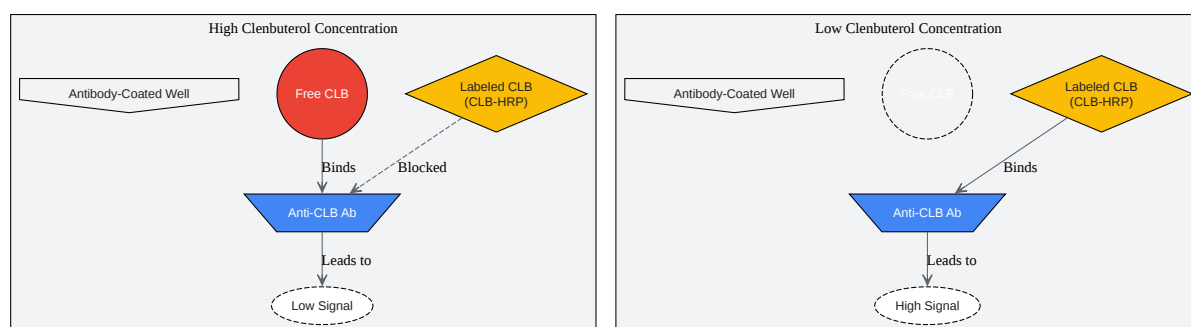 High Clenbuterol Concentration
Antibody-Coated Well
Free CLB
Labeled CLB
(CLB-HRP)
Binds
Blocked
Anti-CLB Ab
Leads to
Low Signal
Low Clenbuterol Concentration
Antibody-Coated Well
Free CLB
Labeled CLB
(CLB-HRP)
Binds
Anti-CLB Ab
Leads to
High Signal